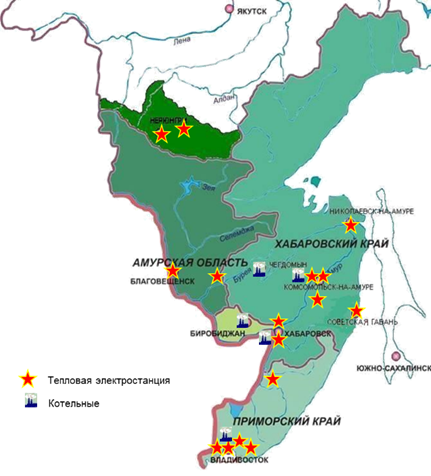 ЯКУТСК
Лена
Алдан
НЕРЮНГРИ
Зея
НИКОЛАЕВСК-НА-АМУРЕ
Селемджа
ХАБАРОВСКИЙ КРАЙ
АМУРСКАЯ ОБЛАСТЬ
ЧЕГДОМЫН
Бурея
Амур
БЛАГОВЕЩЕНСК
КОМСОМОЛЬСК-НА-АМУРЕ
СОВЕТСКАЯ ГАВАНЬ
БИРОБИДЖАН
ХАБАРОВСК
ЮЖНО-САХАЛИНСК
Тепловая электростанция
Котельные
ПРИМОРСКИЙ КРАЙ
ВЛАДИВОСТОК